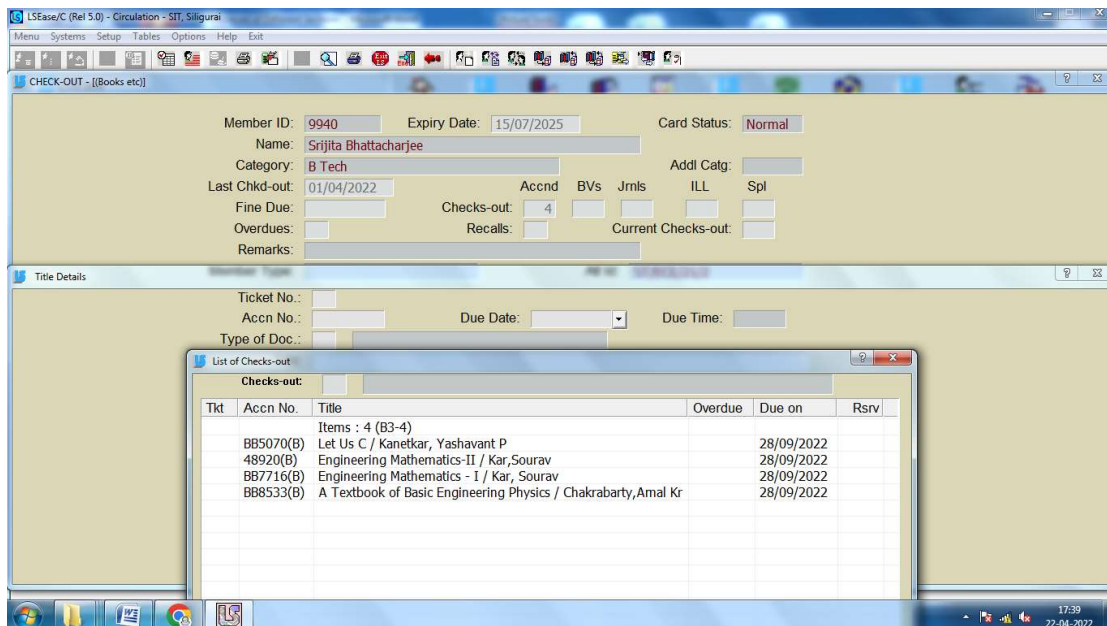 LSEase/C (Rel 5.0) - Circulation - SIT, Siligurai
Menu Systems Setup Tables Options Help Exit
CHECK-OUT - [(Books etc)]
Member ID: 9940 Expiry Date: 15/07/2025 Card Status: Normal
Name: Srijita Bhattacharjee
Category: B Tech Addl Catg:
Last Chkd-out: 01/04/2022 Accnd BVs Jrnls ILL Spl
Fine Due: Checks-out: 4
Overdues: Recalls: Current Checks-out:
Remarks:
Title Details
Ticket No.:
Accn No.: Due Date: Due Time:
Type of Doc.:
List of Checks-out
Checks-out:
Tkt Accn No. Title Overdue Due on Rsrv
Items : 4 (B3-4)
BB5070(B) Let Us C / Kanetkar, Yashavant P 28/09/2022
48920(B) Engineering Mathematics-II / Kar,Sourav 28/09/2022
BB7716(B) Engineering Mathematics - I / Kar, Sourav 28/09/2022
BB8533(B) A Textbook of Basic Engineering Physics / Chakrabarty,Amal Kr 28/09/2022
17:39
22-04-2022